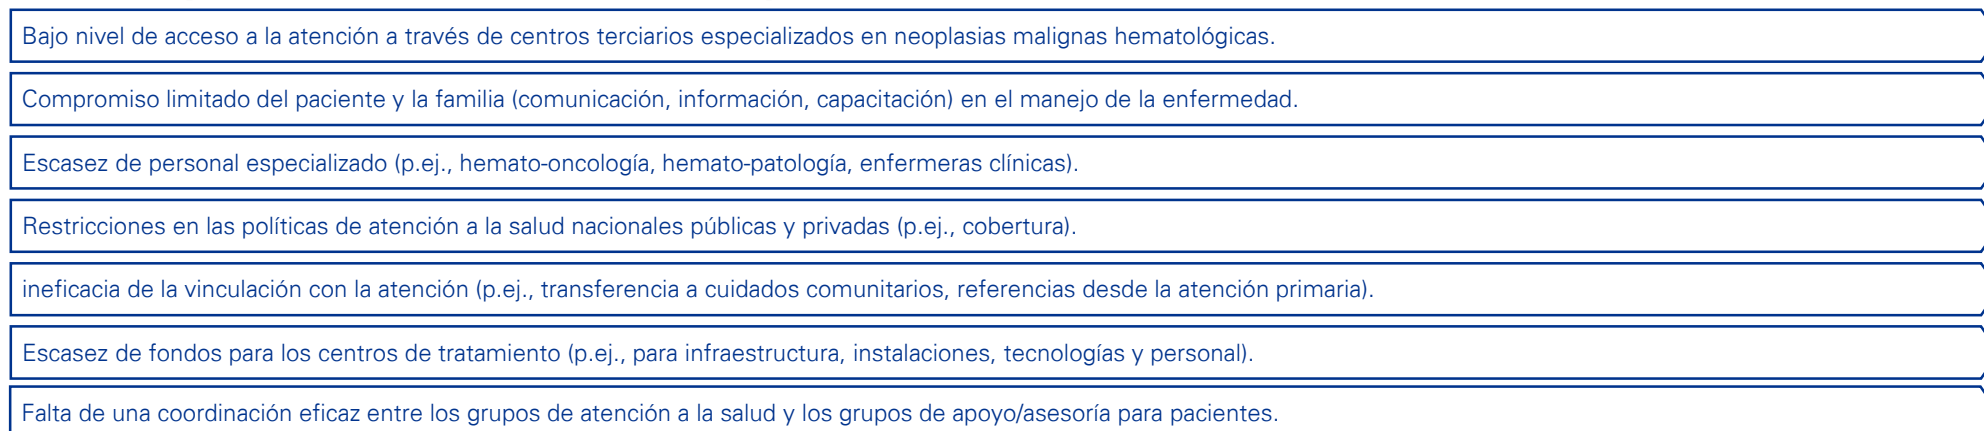 Bajo nivel de acceso a la atención a través de centros terciarios especializados en neoplasias malignas hematológicas.
Compromiso limitado del paciente y la familia (comunicación, información, capacitación) en el manejo de la enfermedad.
Escasez de personal especializado (p.ej., hemato-oncología, hemato-patología, enfermeras clínicas).
Restricciones en las políticas de atención a la salud nacionales públicas y privadas (p.ej., cobertura).
ineficacia de la vinculación con la atención (p.ej., transferencia a cuidados comunitarios, referencias desde la atención primaria).
Escasez de fondos para los centros de tratamiento (p.ej., para infraestructura, instalaciones, tecnologías y personal).
Falta de una coordinación eficaz entre los grupos de atención a la salud y los grupos de apoyo/asesoría para pacientes.